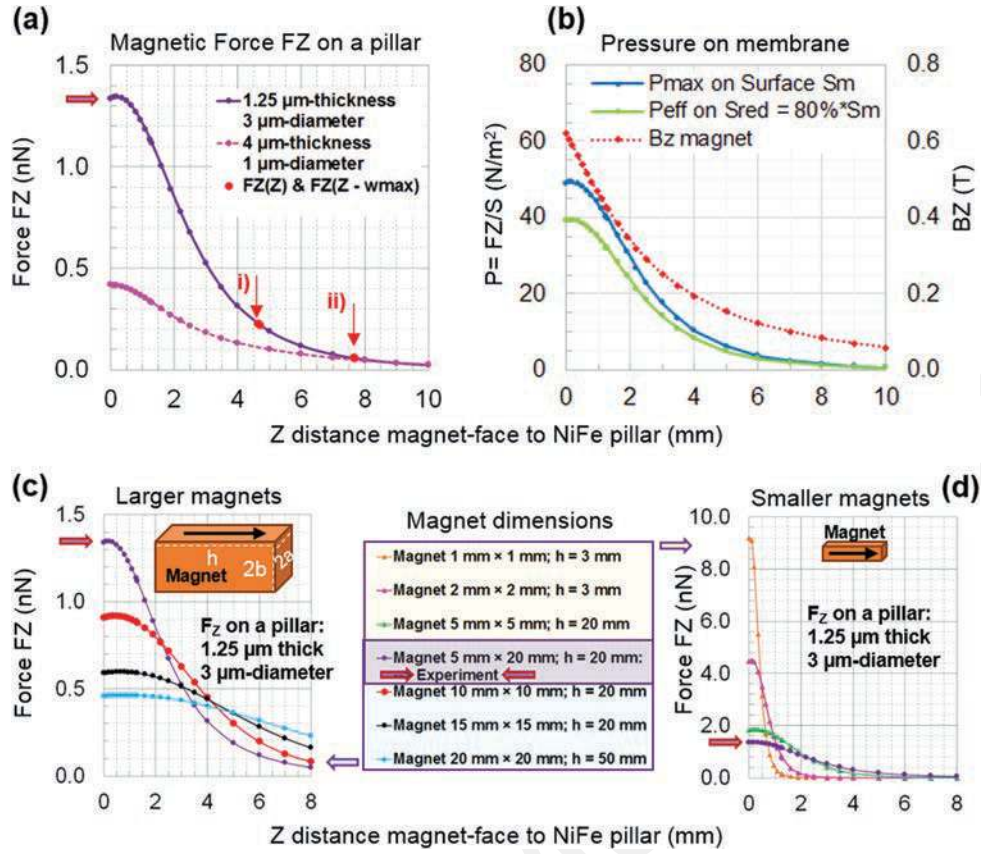 (a)
Magnetic Force FZ on a pillar
1.5
1.0
0.5
0.0
Force FZ (nN)
1.25 µm-thickness
3 µm-diameter
4 µm-thickness
1 µm-diameter
FZ(Z) & FZ(Z - wmax)
i)
ii)
0 2 4 6 8 10
Z distance magnet-face to NiFe pillar (mm)
(b)
Pressure on membrane
80
60
40
20
0
P= FZ/S (N/m²)
Pmax on Surface Sm
Peff on Sred = 80%*Sm
Bz magnet
0.8
0.6
0.4
0.2
0.0
BZ (T)
0 2 4 6 8 10
Z distance magnet-face to NiFe pillar (mm)
(c)
Larger magnets
1.5
1.0
0.5
0.0
Force FZ (nN)
h
Magnet
2b
2a
FZ on a pillar:
1.25 µm thick
3 µm-diameter
0 2 4 6 8
Magnet dimensions
Magnet 1 mm × 1 mm; h = 3 mm
Magnet 2 mm × 2 mm; h = 3 mm
Magnet 5 mm × 5 mm; h = 20 mm
Magnet 5 mm × 20 mm; h = 20 mm:
Experiment
Magnet 10 mm × 10 mm; h = 20 mm
Magnet 15 mm × 15 mm; h = 20 mm
Magnet 20 mm × 20 mm; h = 50 mm
(d)
Smaller magnets
10.0
8.0
6.0
4.0
2.0
0.0
Force FZ (nN)
Magnet
FZ on a pillar:
1.25 µm thick
3 µm-diameter
0 2 4 6 8
Z distance magnet-face to NiFe pillar (mm)